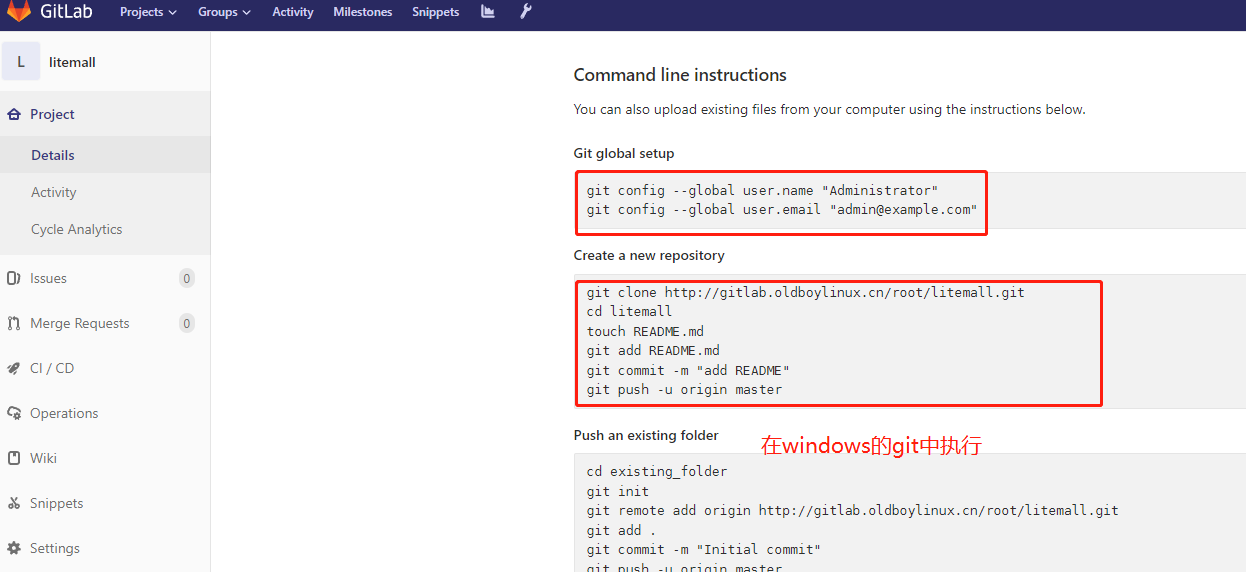 GitLab Projects Groups Activity Milestones Snippets
L litemall
Project
Details
Activity
Cycle Analytics
Issues 0
Merge Requests 0
CI / CD
Operations
Wiki
Snippets
Settings
Command line instructions
You can also upload existing files from your computer using the instructions below.
Git global setup
git config --global user.name "Administrator"
git config --global user.email "admin@example.com"
Create a new repository
git clone http://gitlab.oldboylinux.cn/root/litemall.git
cd litemall
touch README.md
git add README.md
git commit -m "add README"
git push -u origin master
Push an existing folder
在windows的git中执行
cd existing_folder
git init
git remote add origin http://gitlab.oldboylinux.cn/root/litemall.git
git add .
git commit -m "Initial commit"
git push -u origin master